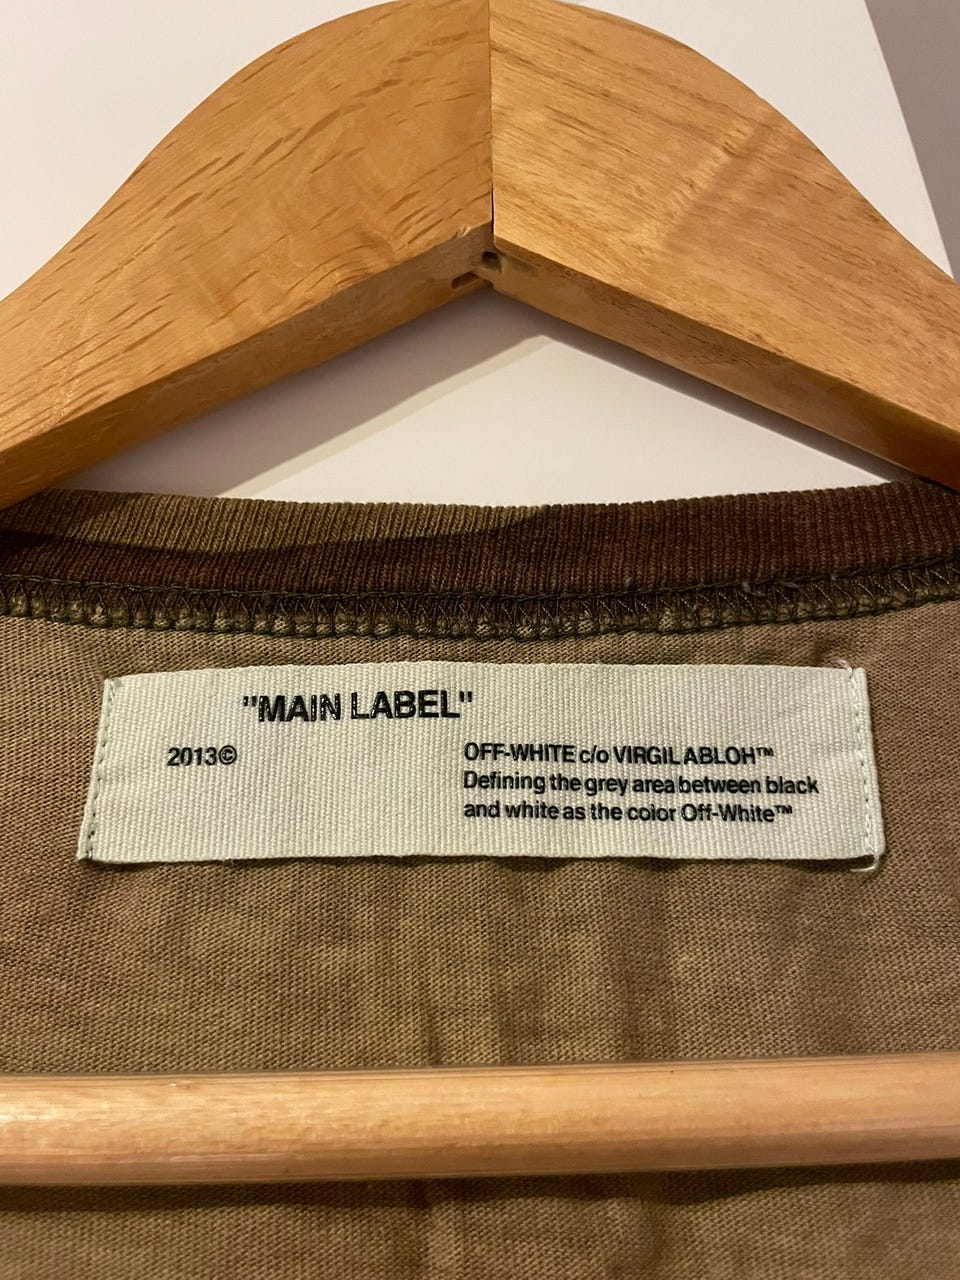 "MAIN LABEL"
2013©
OFF-WHITE c/o VIRGIL ABLOH™
Defining the grey area between black
and white as the color Off-White™